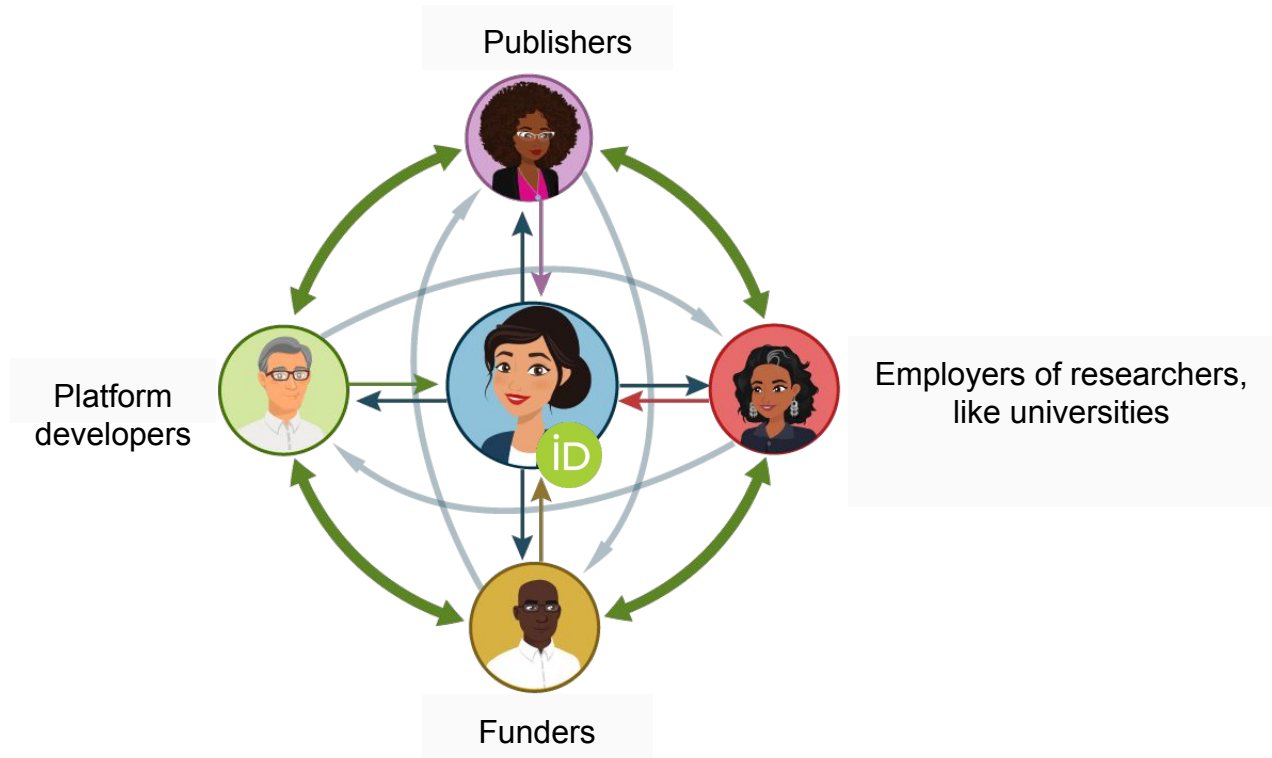 Publishers
Platform
developers
Employers of researchers,
like universities
iD
Funders